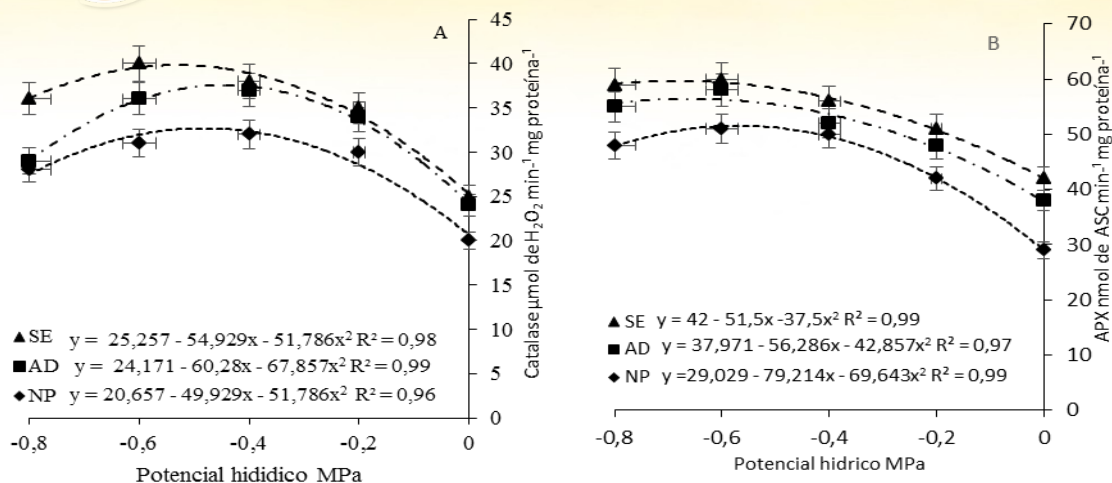 A
45
40
35
30
25
20
15
10
5
0
Catalase µmol de H₂O₂ min-¹ mg proteína-¹
SE y = 25,257 - 54,929x - 51,786x² R² = 0,98
AD y = 24,171 - 60,28x - 67,857x² R² = 0,99
NP y = 20,657 - 49,929x - 51,786x² R² = 0,96
-0,8 -0,6 -0,4 -0,2 0
Potencial hididico MPa
B
70
60
50
40
30
20
10
0
APX nmol de ASC min-¹ mg proteína-¹
SE y = 42 - 51,5x -37,5x² R² = 0,99
AD y = 37,971 - 56,286x - 42,857x² R² = 0,97
NP y =29,029 - 79,214x - 69,643x² R² = 0,99
-0,8 -0,6 -0,4 -0,2 0
Potencial hidrico MPa